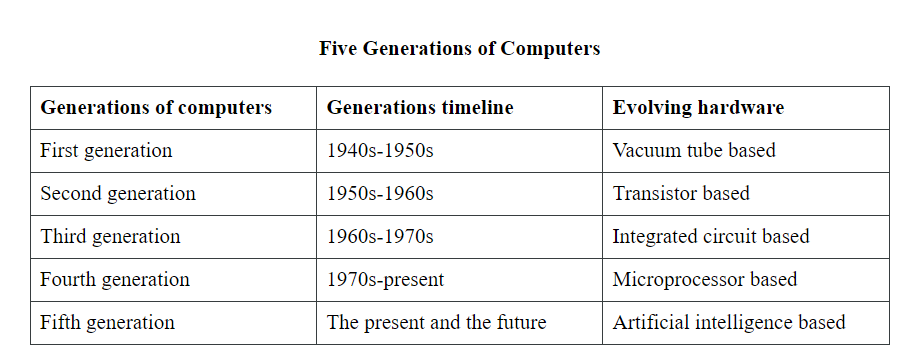 Five Generations of Computers
Generations of computers Generations timeline Evolving hardware
First generation 1940s-1950s Vacuum tube based
Second generation 1950s-1960s Transistor based
Third generation 1960s-1970s Integrated circuit based
Fourth generation 1970s-present Microprocessor based
Fifth generation The present and the future Artificial intelligence based